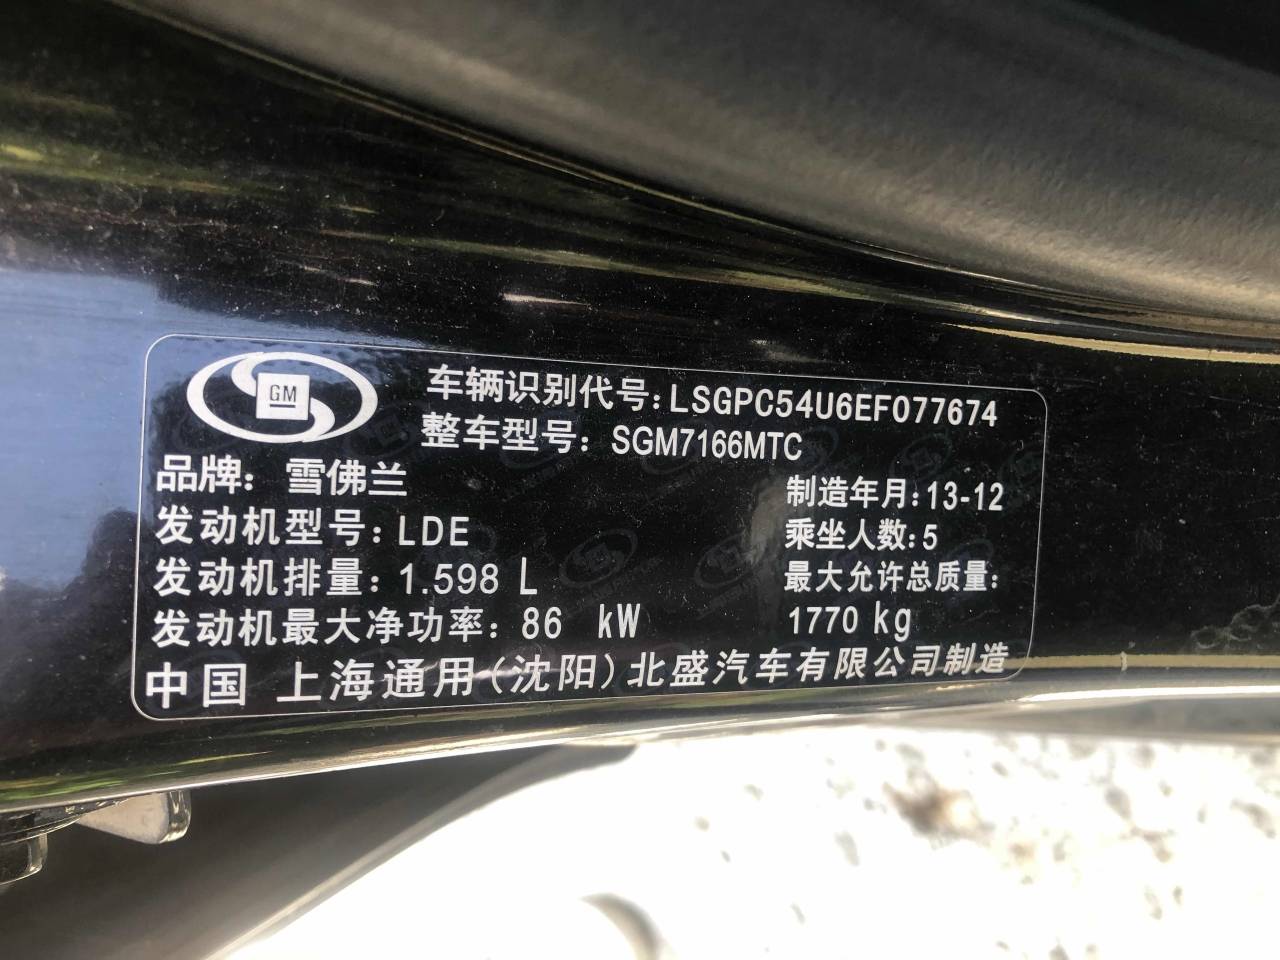 GM
车辆识别代号:LSGPC54U6EF077674
整车型号: SGM7166MTC
品牌: 雪佛兰
制造年月:13-12
发动机型号:LDE
乘坐人数:5
发动机排量:1.598 L
最大允许总质量:
发动机最大净功率: 86 kW
1770 kg
中国 上海通用(沈阳)北盛汽车有限公司制造